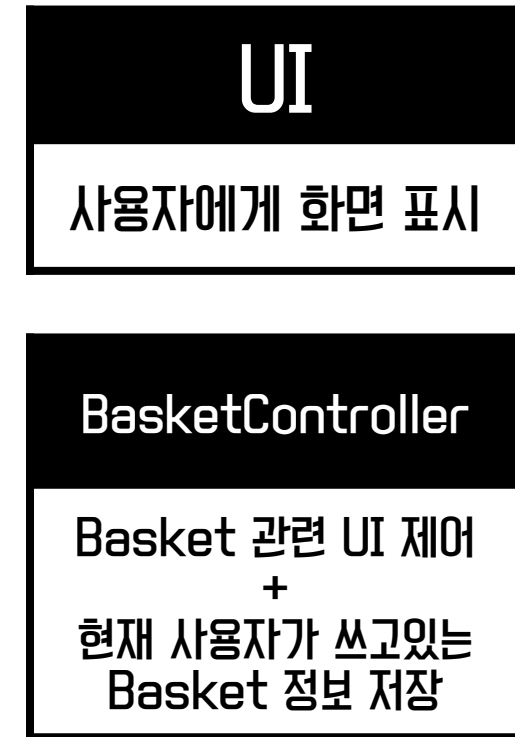 UI
사용자에게 화면 표시
BasketController
Basket 관련 UI 제어
+
현재 사용자가 쓰고있는
Basket 정보 저장